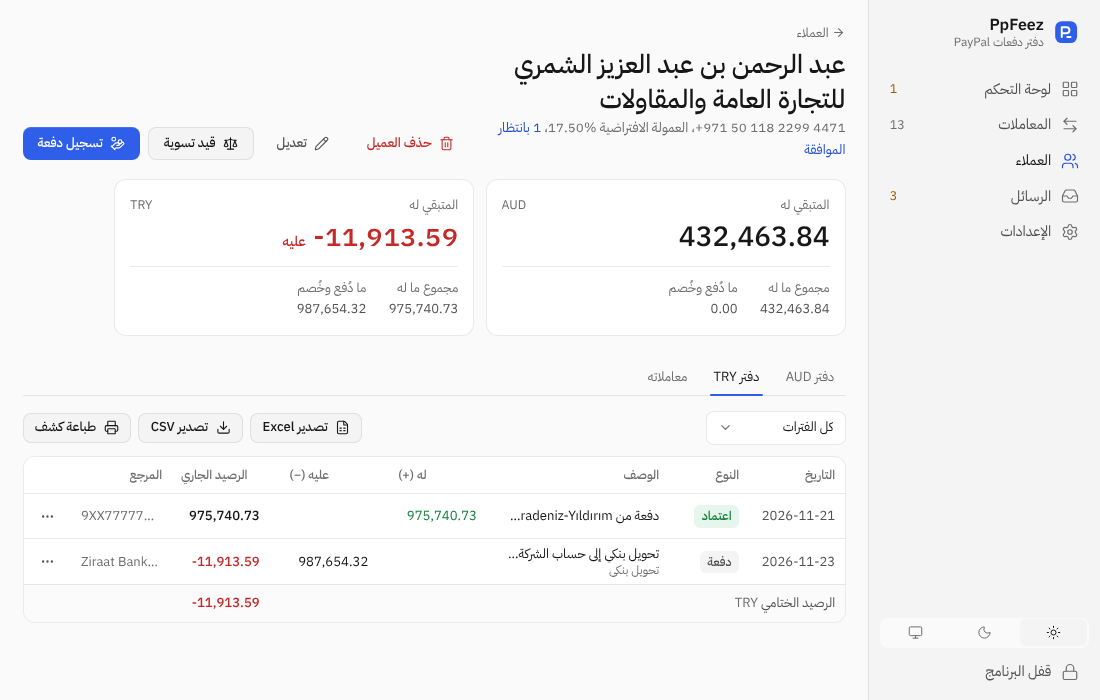 PpFeez
دفتر دفعات PayPal
لوحة التحكم 1
المعاملات 13
العملاء
الرسائل 3
الإعدادات
قفل البرنامج
العملاء
عبد الرحمن بن عبد العزيز الشمري
للتجارة العامة والمقاولات
+971 50 118 2299 4471، العمولة الافتراضية 17.50%، 1 بانتظار
الموافقة
حذف العميل
تعديل
قيد تسوية
تسجيل دفعة
المتبقي له AUD
432,463.84
مجموع ما له ما دُفع وخُصم
432,463.84 0.00
المتبقي له TRY
-11,913.59 عليه
مجموع ما له ما دُفع وخُصم
975,740.73 987,654.32
دفتر AUD دفتر TRY معاملاته
كل الفترات تصدير Excel تصدير CSV طباعة كشف
التاريخ النوع الوصف له (+) عليه (−) الرصيد الجاري المرجع
2026-11-21 اعتماد دفعة من radeniz-Yıldırım... 975,740.73 975,740.73 9XX77777...
2026-11-23 دفعة تحويل بنكي إلى حساب الشركة... 987,654.32 -11,913.59 Ziraat Bank...
تحويل بنكي
الرصيد الختامي TRY -11,913.59